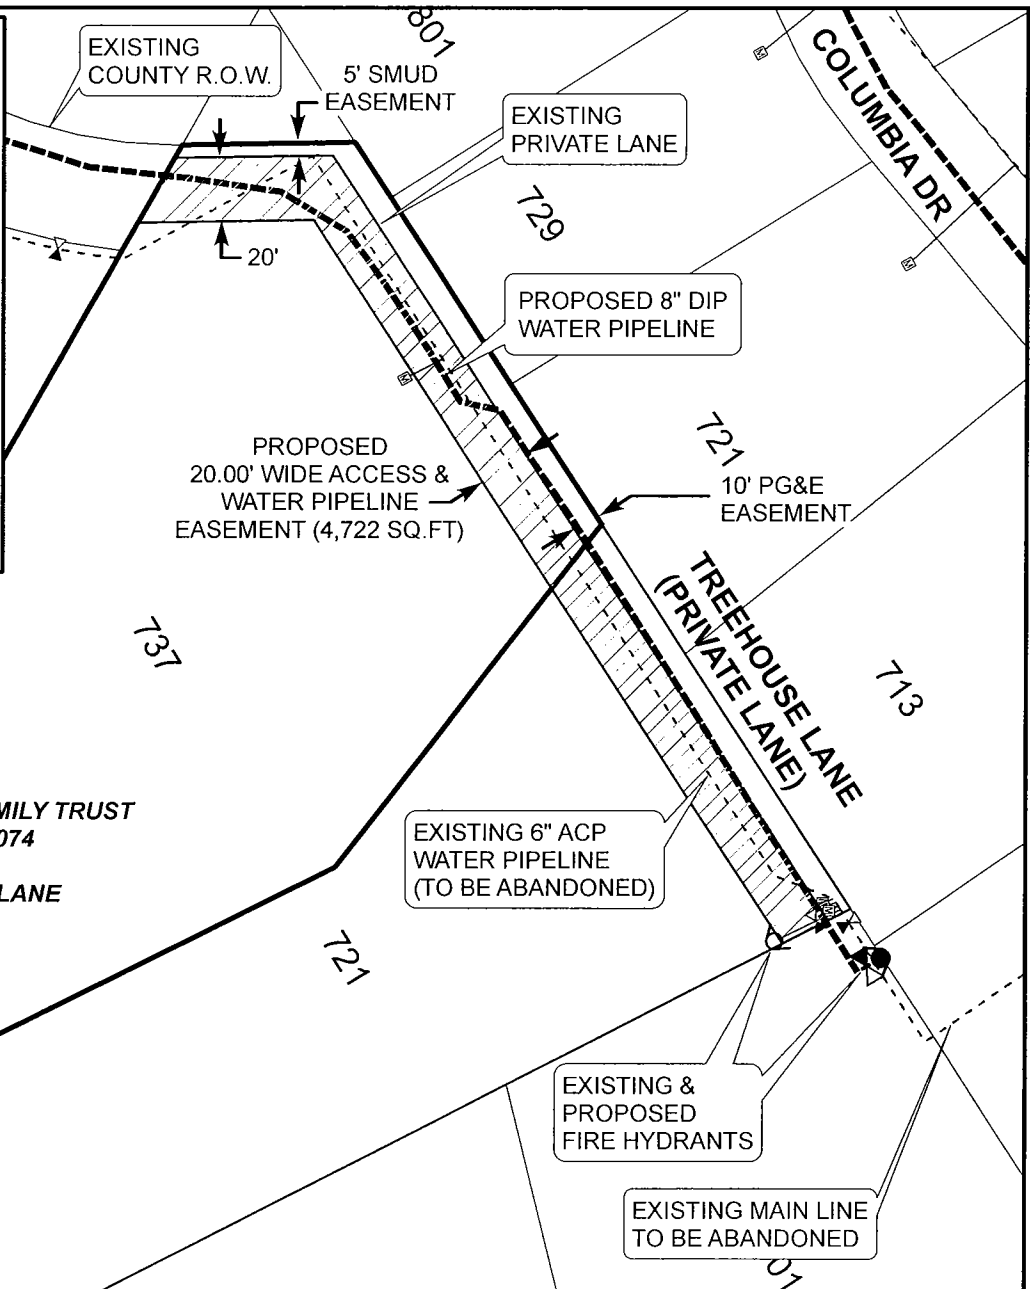 801
EXISTING
COUNTY R.O.W.
5' SMUD
EASEMENT
EXISTING
PRIVATE LANE
COLUMBIA DR
729
20'
PROPOSED 8" DIP
WATER PIPELINE
PROPOSED
20.00' WIDE ACCESS &
WATER PIPELINE
EASEMENT (4,722 SQ.FT)
721
10' PG&E
EASEMENT
TREEHOUSE LANE
(PRIVATE LANE)
737
713
MILY TRUST
074
LANE
EXISTING 6" ACP
WATER PIPELINE
(TO BE ABANDONED)
721
EXISTING &
PROPOSED
FIRE HYDRANTS
EXISTING MAIN LINE
TO BE ABANDONED
01
M
M
M